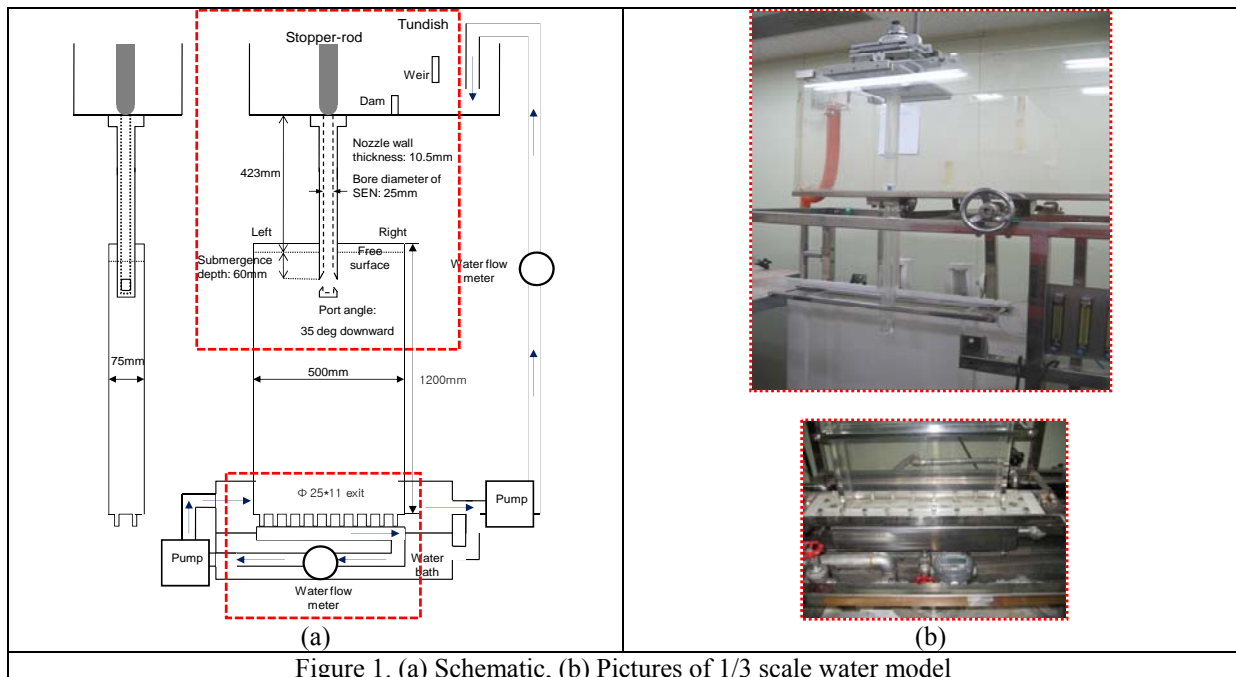 Tundish
Stopper-rod
Weir
Dam
Nozzle wall
thickness: 10.5mm
423mm
Bore diameter of
SEN: 25mm
Left
Right
Free
surface
Submergence
depth: 60mm
Water flow
meter
Port angle:
35 deg downward
75mm
500mm
1200mm
Φ 25*11 exit
Pump
Pump
Water
bath
Water flow
meter
(a)
(b)
Figure 1. (a) Schematic, (b) Pictures of 1/3 scale water model